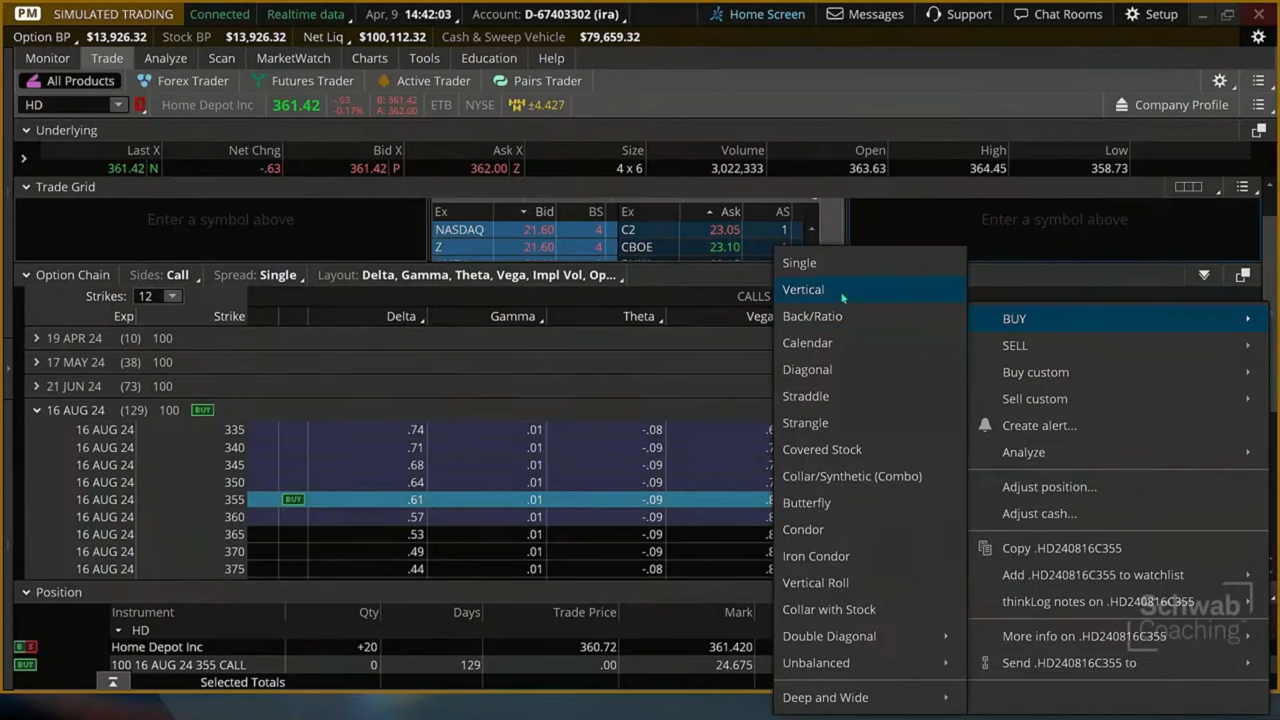 PM SIMULATED TRADING Connected Realtime data Apr, 9 14:42:03 Account: D-67403302 (ira) Home Screen Messages Support Chat Rooms Setup
Option BP $13,926.32 Stock BP $13,926.32 Net Liq $100,112.32 Cash & Sweep Vehicle $79,659.32
Monitor Trade Analyze Scan MarketWatch Charts Tools Education Help
All Products Forex Trader Futures Trader Active Trader Pairs Trader
HD 1 Home Depot Inc 361.42 -.63 -0.17% B: 361.42 A: 362.00 ETB NYSE ±4.427 Company Profile
Underlying
Last X Net Chng Bid X Ask X Size Volume Open High Low
361.42 N -.63 361.42 P 362.00 Z 4 x 6 3,022,333 363.63 364.45 358.73
Trade Grid
Enter a symbol above Ex Bid BS Ex Ask AS Enter a symbol above
NASDAQ 21.60 4 C2 23.05 1
Z 21.60 4 CBOE 23.10
Option Chain Sides: Call Spread: Single Layout: Delta, Gamma, Theta, Vega, Impl Vol, Op...
Strikes: 12 CALLS
Exp Strike Delta Gamma Theta Vega
19 APR 24 (10) 100
17 MAY 24 (38) 100
21 JUN 24 (73) 100
16 AUG 24 (129) 100 BUY
16 AUG 24 335 .74 .01 -.08
16 AUG 24 340 .71 .01 -.09
16 AUG 24 345 .68 .01 -.09
16 AUG 24 350 .64 .01 -.09
16 AUG 24 355 BUY .61 .01 -.09
16 AUG 24 360 .57 .01 -.09
16 AUG 24 365 .53 .01 -.09
16 AUG 24 370 .49 .01 -.09
16 AUG 24 375 .44 .01 -.08
Position
Instrument Qty Days Trade Price Mark
HD
B S Home Depot Inc +20 360.72 361.420
BUY 100 16 AUG 24 355 CALL 0 129 .00 24.675
Selected Totals
Single
Vertical
Back/Ratio
Calendar
Diagonal
Straddle
Strangle
Covered Stock
Collar/Synthetic (Combo)
Butterfly
Condor
Iron Condor
Vertical Roll
Collar with Stock
Double Diagonal
Unbalanced
Deep and Wide
BUY
SELL
Buy custom
Sell custom
Create alert...
Analyze
Adjust position...
Adjust cash...
Copy .HD240816C355
Add .HD240816C355 to watchlist
thinkLog notes on .HD240816C355
More info on .HD240816C355
Send .HD240816C355 to
Schwab
Coaching